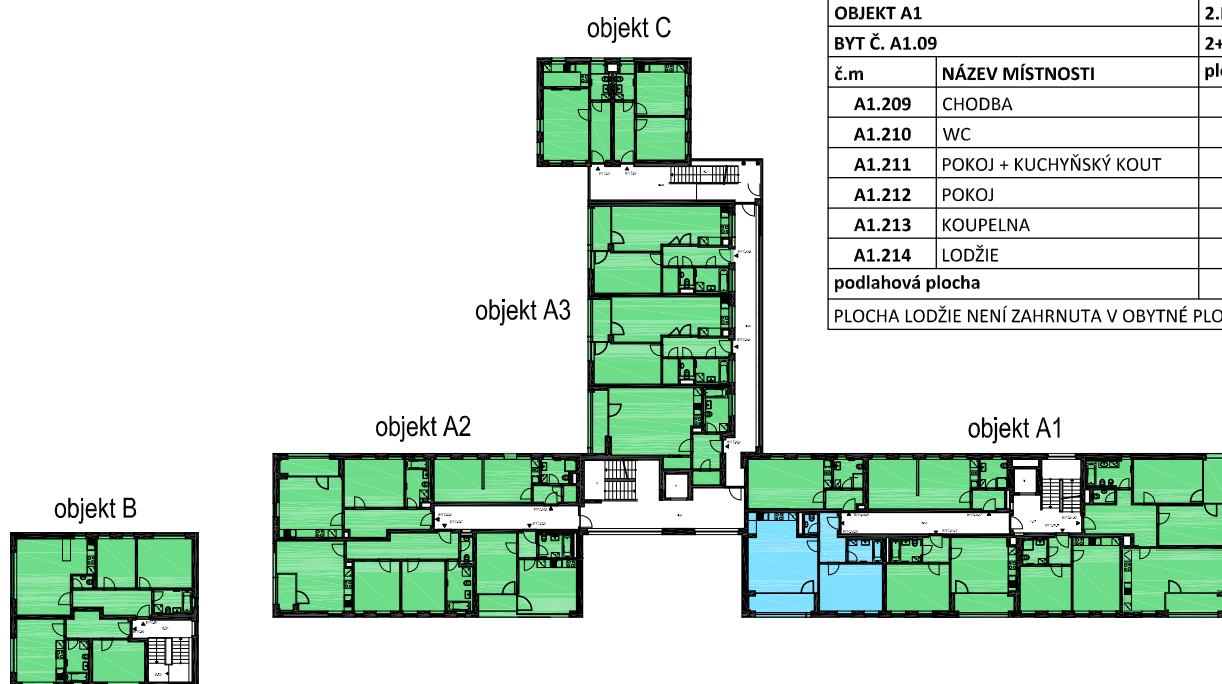 objekt C
OBJEKT A1
BYT Č. A1.09
č.m NÁZEV MÍSTNOSTI
A1.209 CHODBA
A1.210 WC
A1.211 POKOJ + KUCHYŇSKÝ KOUT
A1.212 POKOJ
A1.213 KOUPELNA
A1.214 LODŽIE
podlahová plocha
PLOCHA LODŽIE NENÍ ZAHRNUTA V OBYTNÉ
objekt A3
objekt A2
objekt A1
objekt B